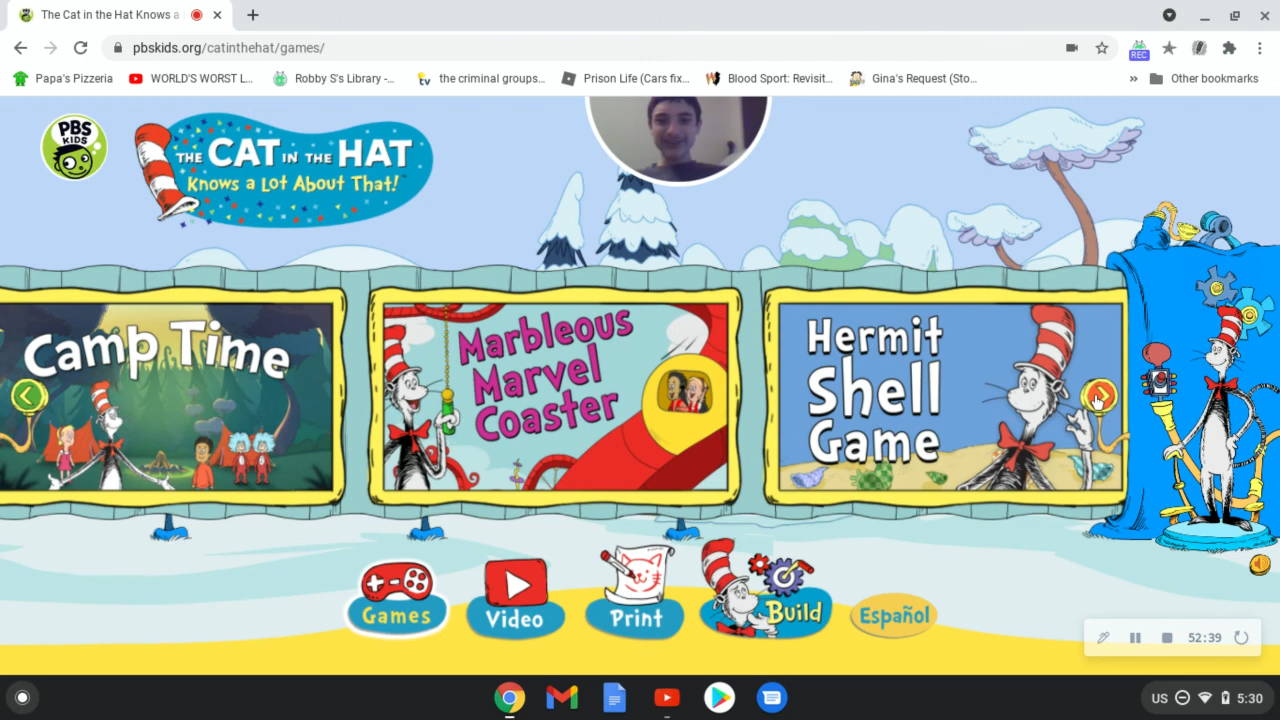 The Cat in the Hat Knows a
pbskids.org/catinthehat/games/
REC
Papa's Pizzeria
WORLD'S WORST L...
Robby S's Library -...
tv
the criminal groups...
Prison Life (Cars fix...
Blood Sport: Revisit...
Gina's Request (Sto...
» Other bookmarks
PBS
KIDS
THE CAT IN THE HAT
Knows a Lot About That!
Camp Time
Marbleous
Marvel
Coaster
Hermit
Shell
Game
Games
Video
Print
Build
Español
52:39
US
5:30